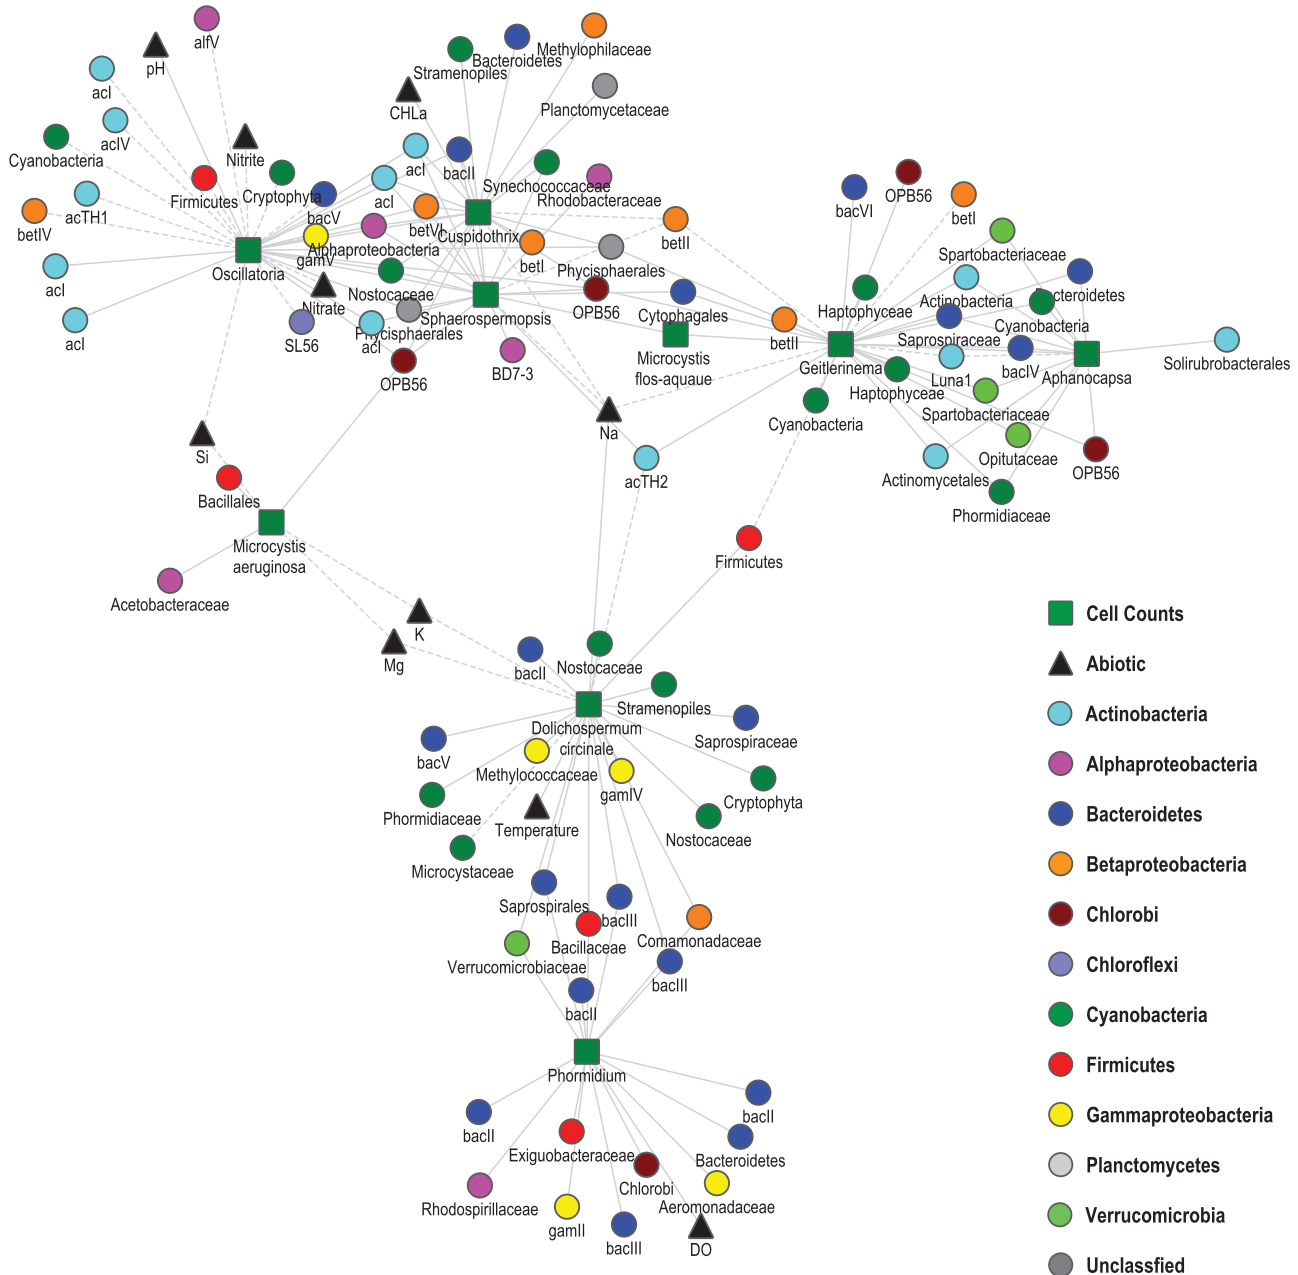 alfV
pH
acI
acIV
Cyanobacteria
acTH1
betIV
acI
acI
Nitrite
Firmicutes
Cryptophyta
bacV
gamV
Oscillatoria
Nitrate
SL56
Stramenopiles
Bacteroidetes
Methylophilaceae
CHLa
Planctomycetaceae
acI
bacII
Synechococcaceae
Rhodobacteraceae
acI
betVI
Alphaproteobacteria
Cuspidothrix
betI
Phycisphaerales
betII
Nostocaceae
Phycisphaerales
acI
Sphaerospermopsis
OPB56
Cytophagales
OPB56
BD7-3
Microcystis
flos-aquaue
betII
Na
acTH2
bacVI
OPB56
betI
Spartobacteriaceae
Haptophyceae
Actinobacteria
Bacteroidetes
Cyanobacteria
Saprospiraceae
Geitlerinema
Luna1
bacIV
Aphanocapsa
Solirubrobacterales
Haptophyceae
Spartobacteriaceae
Cyanobacteria
Opitutaceae
OPB56
Actinomycetales
Phormidiaceae
Si
Bacillales
Microcystis
aeruginosa
Acetobacteraceae
K
Mg
Firmicutes
bacII
Nostocaceae
Stramenopiles
Dolichospermum
circinale
Saprospiraceae
bacV
Methylococcaceae
gamIV
Cryptophyta
Phormidiaceae
Temperature
Nostocaceae
Microcystaceae
Saprospirales
bacIII
Bacillaceae
Comamonadaceae
Verrucomicrobiaceae
bacIII
bacII
Phormidium
bacII
bacII
Exiguobacteraceae
Bacteroidetes
Chlorobi
Rhodospirillaceae
Aeromonadaceae
gamII
bacIII
DO
Cell Counts
Abiotic
Actinobacteria
Alphaproteobacteria
Bacteroidetes
Betaproteobacteria
Chlorobi
Chloroflexi
Cyanobacteria
Firmicutes
Gammaproteobacteria
Planctomycetes
Verrucomicrobia
Unclassfied